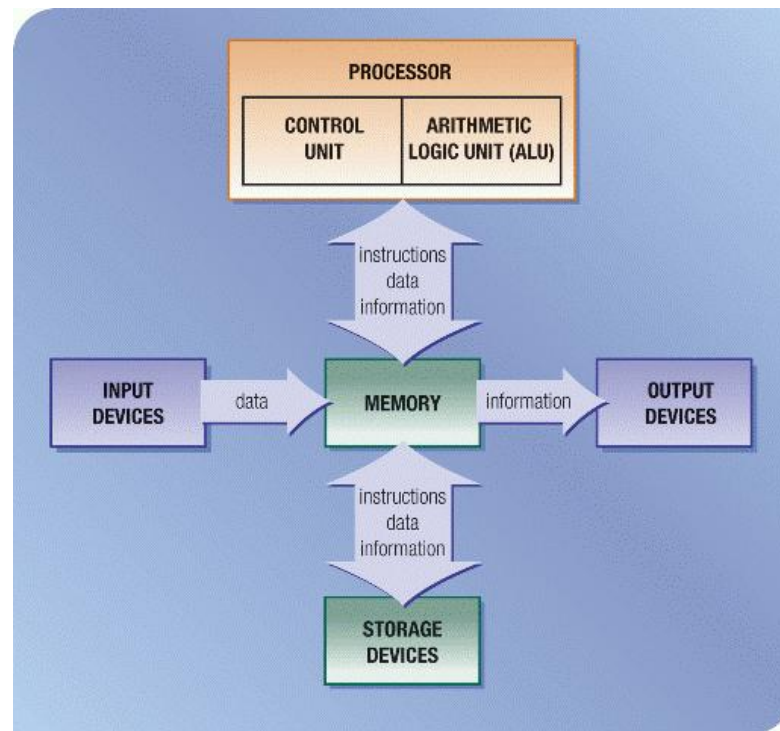 PROCESSOR
CONTROL
UNIT
ARITHMETIC
LOGIC UNIT (ALU)
instructions
data
information
INPUT
DEVICES
data
MEMORY
information
OUTPUT
DEVICES
instructions
data
information
STORAGE
DEVICES